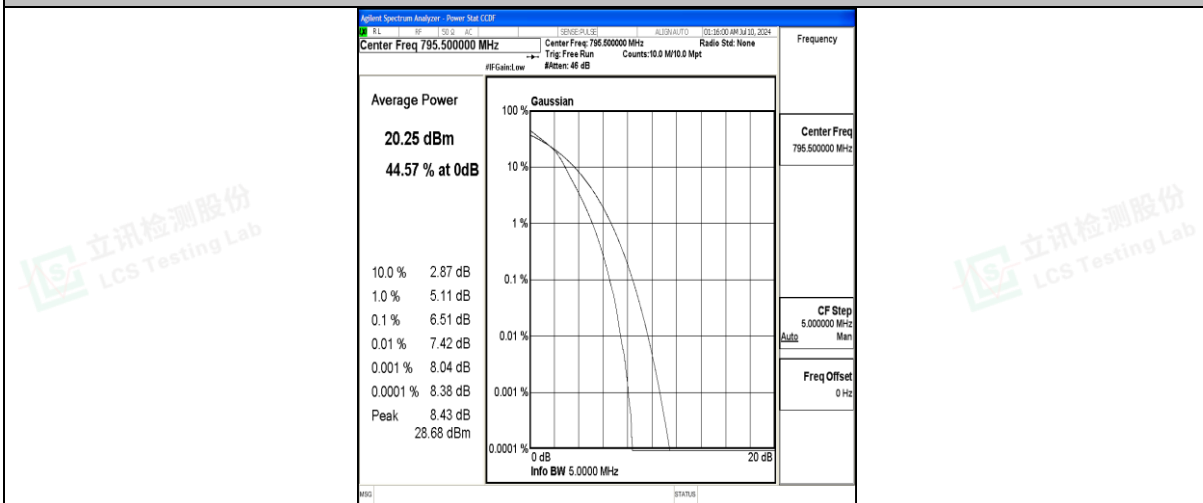 Agilent Spectrum Analyzer - Power Stat CCDF
RL RF 50 Ω AC SENSE:PULSE ALIGN AUTO 01:16:00 AM Jul 10, 2024
Center Freq 795.500000 MHz
Center Freq: 795.500000 MHz Radio Std: None
Trig: Free Run Counts:10.0 M/10.0 Mpt
#IFGain:Low #Atten: 46 dB
Frequency
Average Power
20.25 dBm
44.57 % at 0dB
10.0 % 2.87 dB
1.0 % 5.11 dB
0.1 % 6.51 dB
0.01 % 7.42 dB
0.001 % 8.04 dB
0.0001 % 8.38 dB
Peak 8.43 dB
28.68 dBm
Gaussian
100 %
10 %
1 %
0.1 %
0.01 %
0.001 %
0.0001 %
0 dB 20 dB
Info BW 5.0000 MHz
Center Freq
795.500000 MHz
CF Step
5.000000 MHz
Auto Man
Freq Offset
0 Hz
MSG STATUS
立讯检测股份
LCS Testing Lab
立讯检测股份
LCS Testing Lab